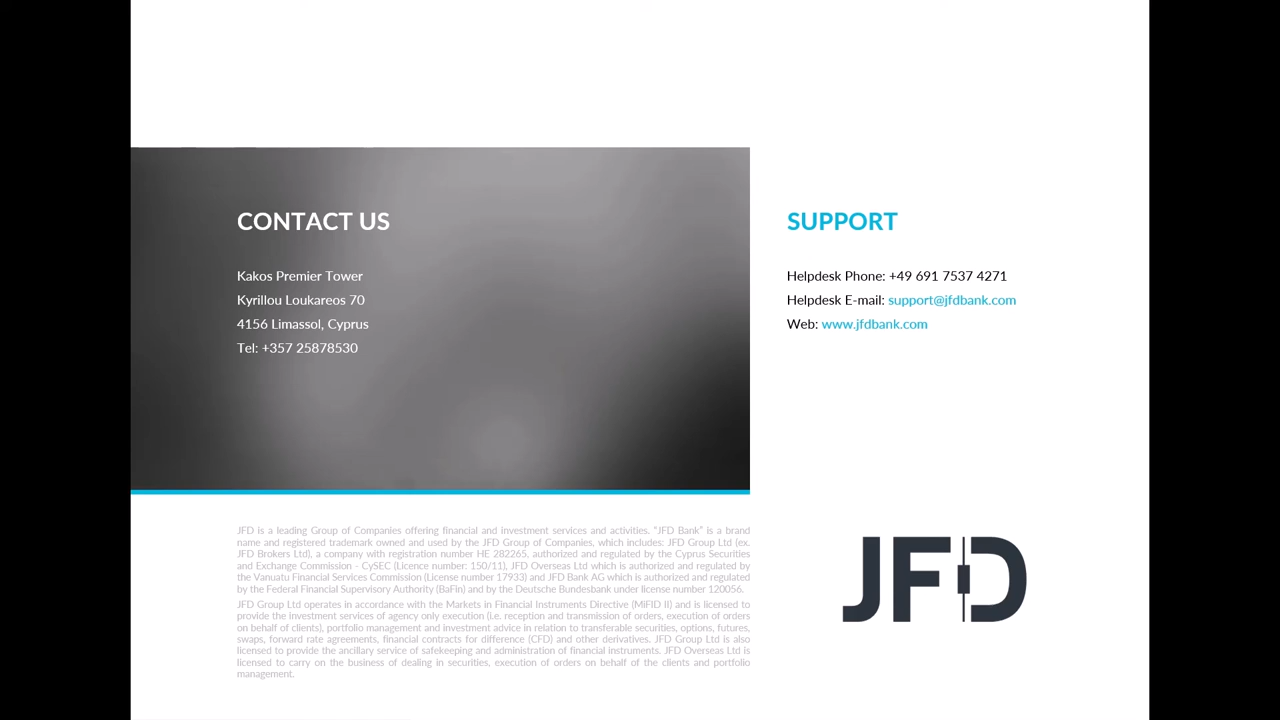 CONTACT US
Kakos Premier Tower
Kyrillou Loukareos 70
4156 Limassol, Cyprus
Tel: +357 25878530
SUPPORT
Helpdesk Phone: +49 691 7537 4271
Helpdesk E-mail: support@jfdbank.com
Web: www.jfdbank.com
JFD is a leading Group of Companies offering financial and investment services and activities. “JFD Bank” is a brand
name and registered trademark owned and used by the JFD Group of Companies, which includes: JFD Group Ltd (ex.
JFD Brokers Ltd), a company with registration number HE 282265, authorized and regulated by the Cyprus Securities
and Exchange Commission - CySEC (Licence number: 150/11), JFD Overseas Ltd which is authorized and regulated by
the Vanuatu Financial Services Commission (License number 17933) and JFD Bank AG which is authorized and regulated
by the Federal Financial Supervisory Authority (BaFin) and by the Deutsche Bundesbank under license number 120056.
JFD Group Ltd operates in accordance with the Markets in Financial Instruments Directive (MiFID II) and is licensed to
provide the Investment services of agency only execution (i.e. reception and transmission of orders, execution of orders
on behalf of clients), portfolio management and investment advice in relation to transferable securities, options, futures,
swaps, forward rate agreements, financial contracts for difference (CFD) and other derivatives. JFD Group Ltd is also
licensed to provide the ancillary service of safekeeping and administration of financial instruments. JFD Overseas Ltd is
licensed to carry on the business of dealing in securities, execution of orders on behalf of the clients and portfolio
management.
JFD